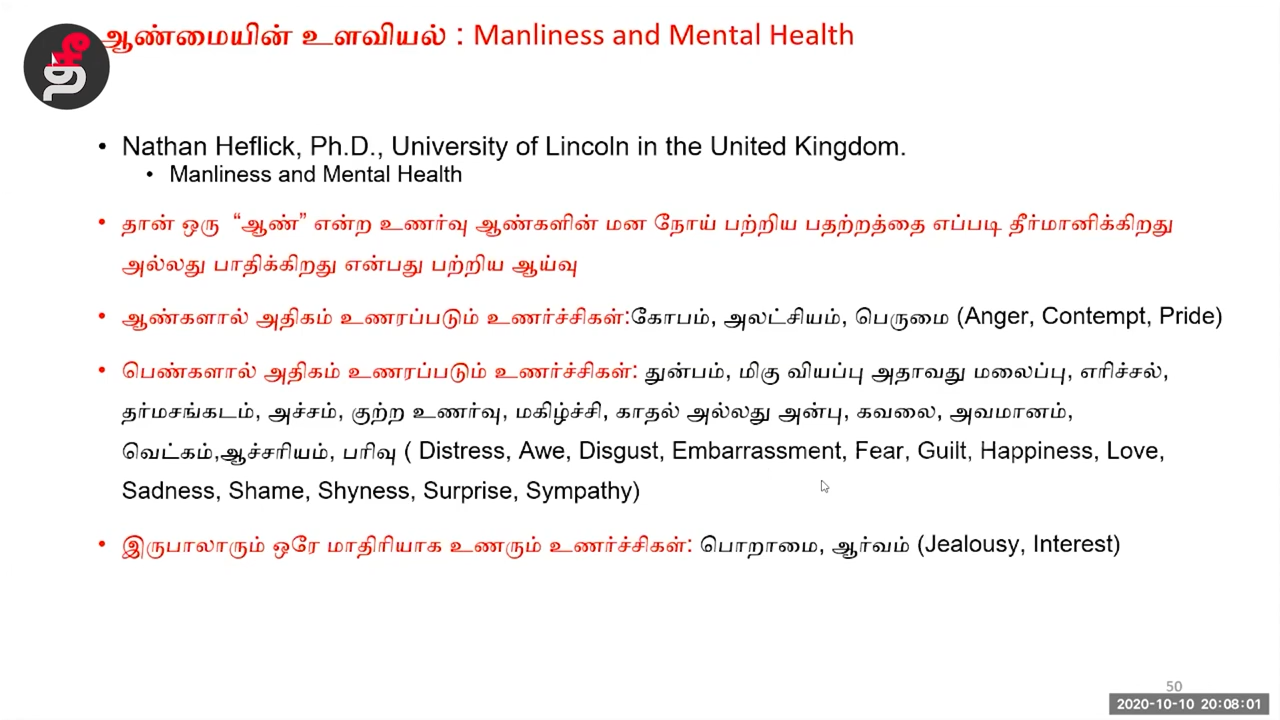 ஆண்மையின் உளவியல் : Manliness and Mental Health
• Nathan Heflick, Ph.D., University of Lincoln in the United Kingdom.
• Manliness and Mental Health
• தான் ஒரு “ஆண்” என்ற உணர்வு ஆண்களின் மன நோய் பற்றிய பதற்றத்தை எப்படி தீர்மானிக்கிறது
அல்லது பாதிக்கிறது என்பது பற்றிய ஆய்வு
• ஆண்களால் அதிகம் உணரப்படும் உணர்ச்சிகள்:கோபம், அலட்சியம், பெருமை (Anger, Contempt, Pride)
• பெண்களால் அதிகம் உணரப்படும் உணர்ச்சிகள்: துன்பம், மிகு வியப்பு அதாவது மலைப்பு, எரிச்சல்,
தர்மசங்கடம், அச்சம், குற்ற உணர்வு, மகிழ்ச்சி, காதல் அல்லது அன்பு, கவலை, அவமானம்,
வெட்கம்,ஆச்சரியம், பரிவு ( Distress, Awe, Disgust, Embarrassment, Fear, Guilt, Happiness, Love,
Sadness, Shame, Shyness, Surprise, Sympathy)
• இருபாலாரும் ஒரே மாதிரியாக உணரும் உணர்ச்சிகள்: பொறாமை, ஆர்வம் (Jealousy, Interest)
50
2020-10-10 20:08:01